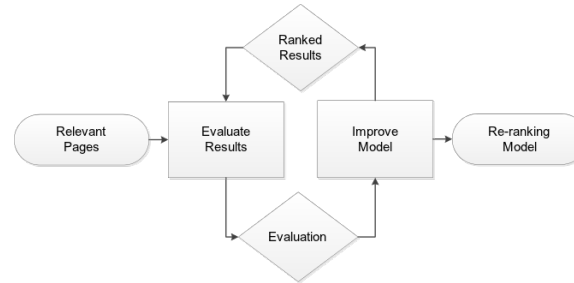 Ranked
Results
Relevant
Pages
Evaluate
Results
Improve
Model
Re-ranking
Model
Evaluation